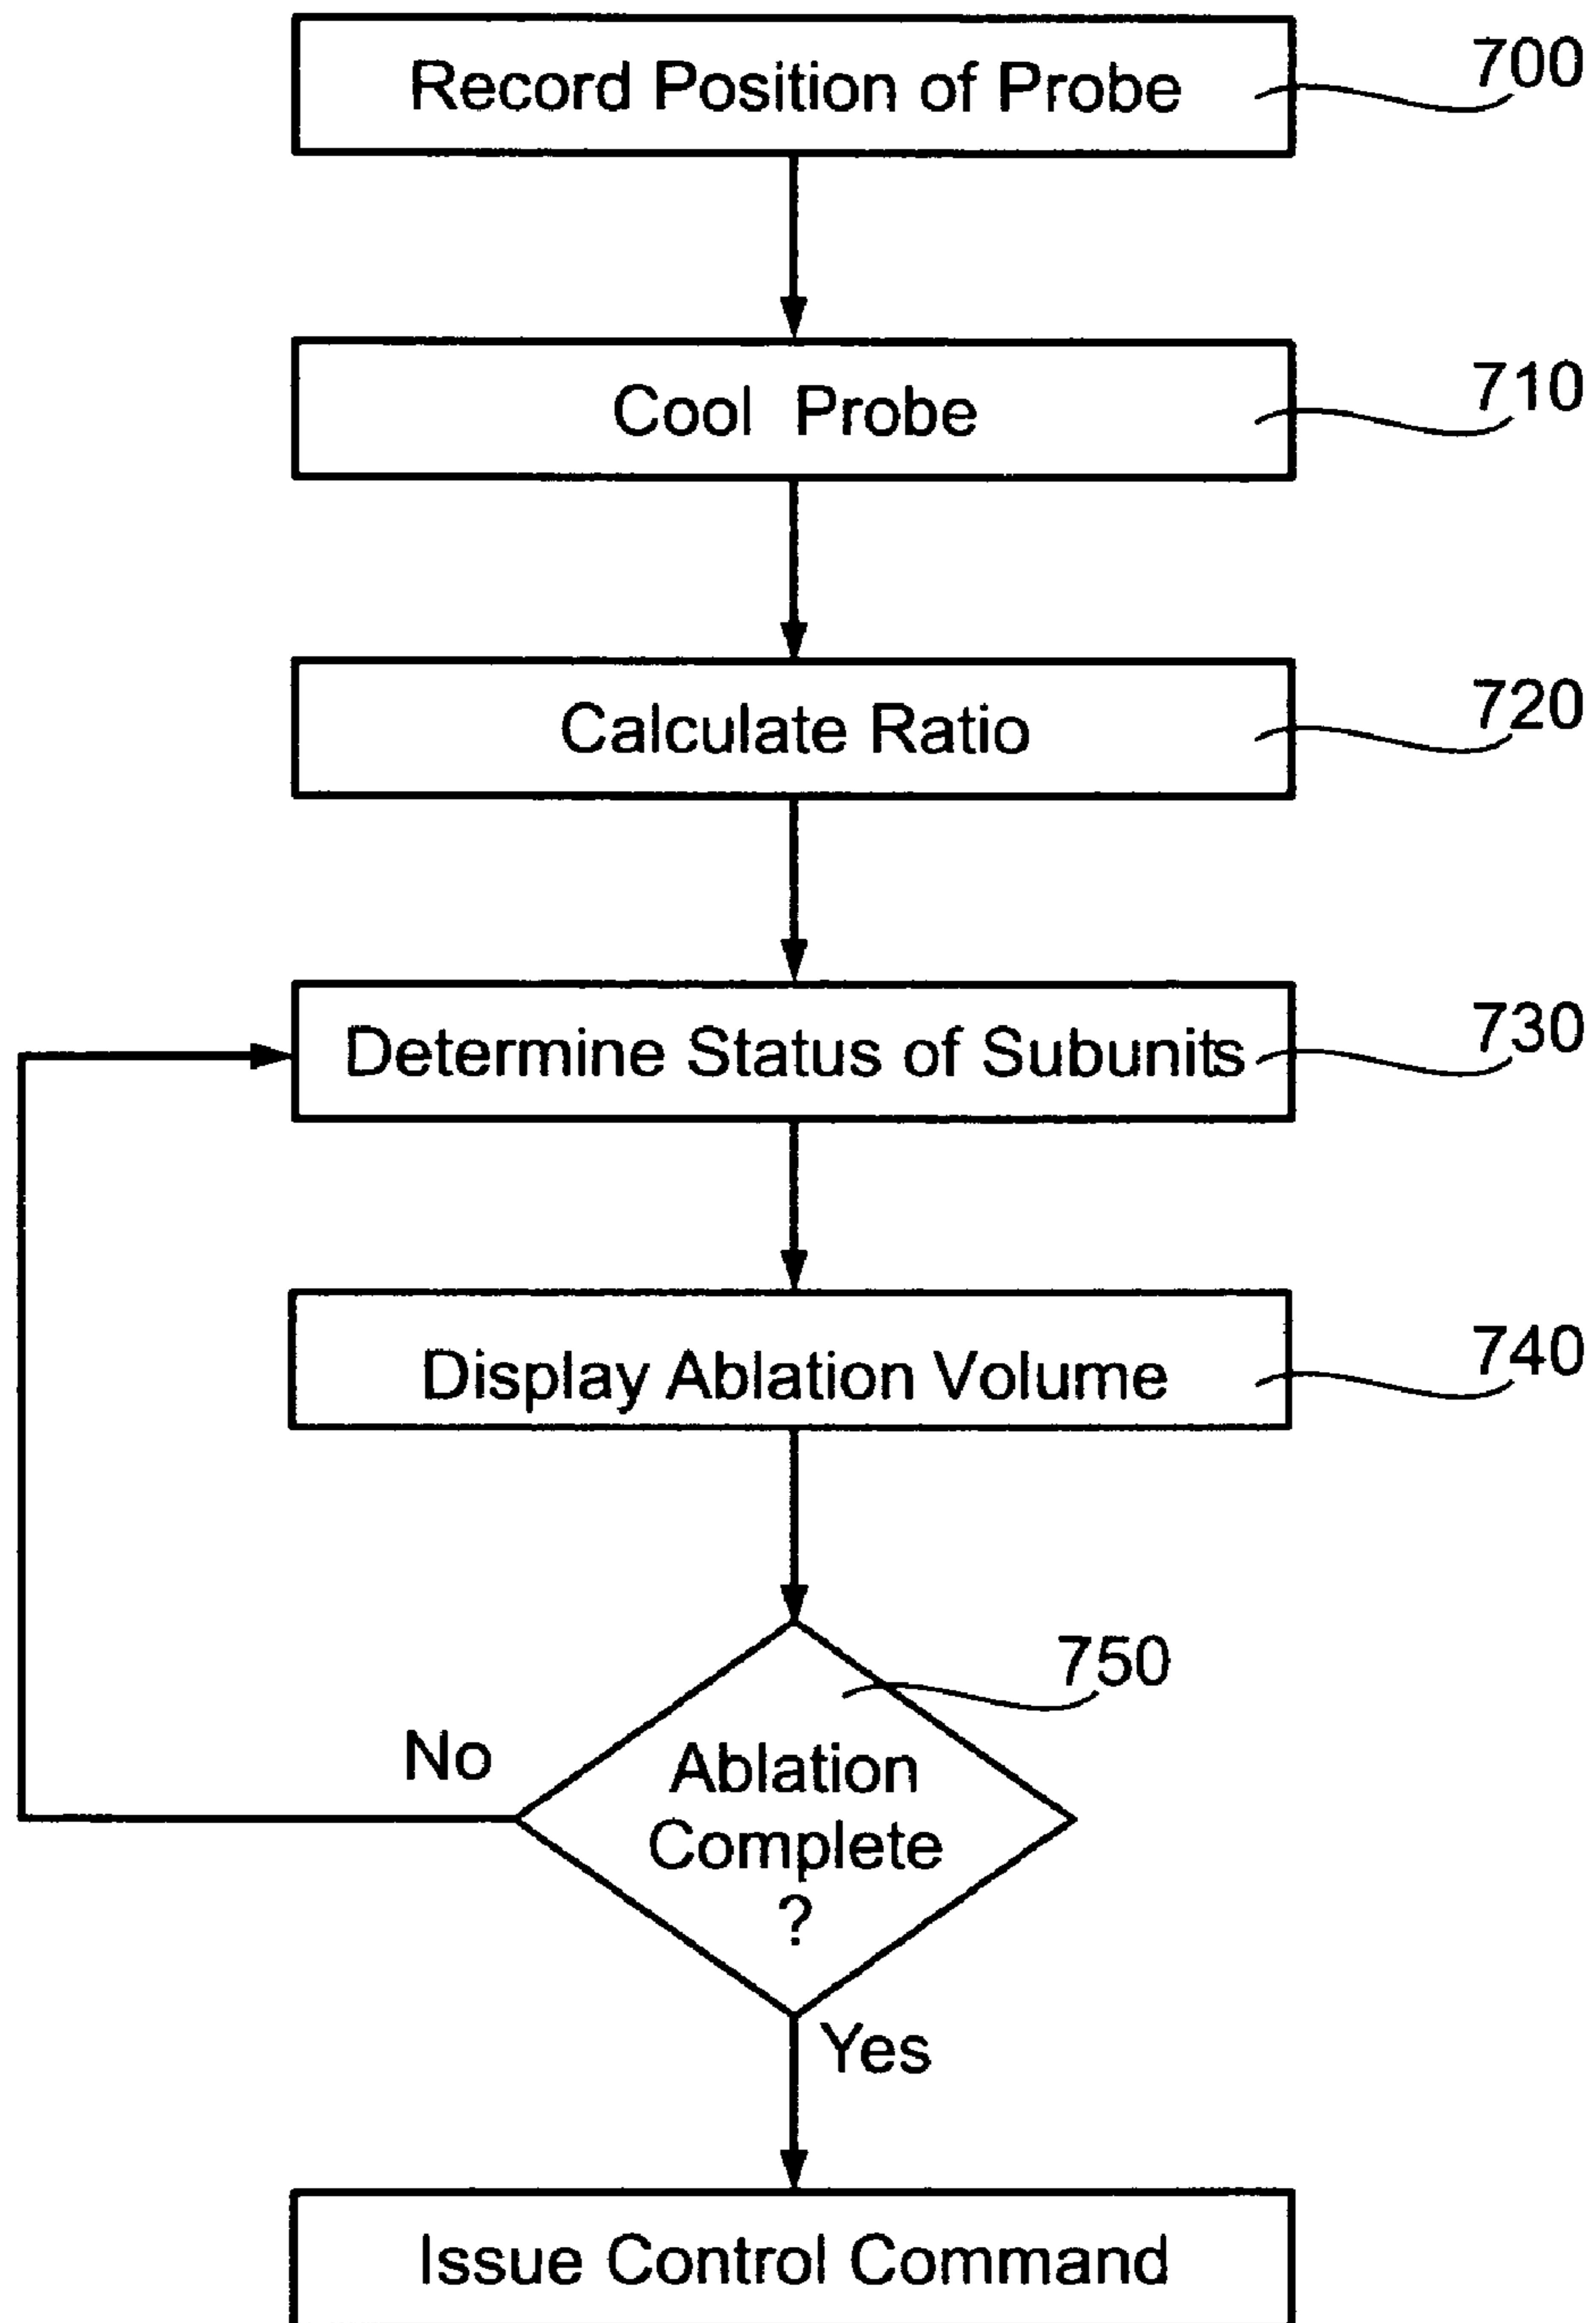 Record Position of Probe
700
Cool Probe
710
Calculate Ratio
720
Determine Status of Subunits
730
Display Ablation Volume
740
750
No
Ablation
Complete
?
Yes
Issue Control Command